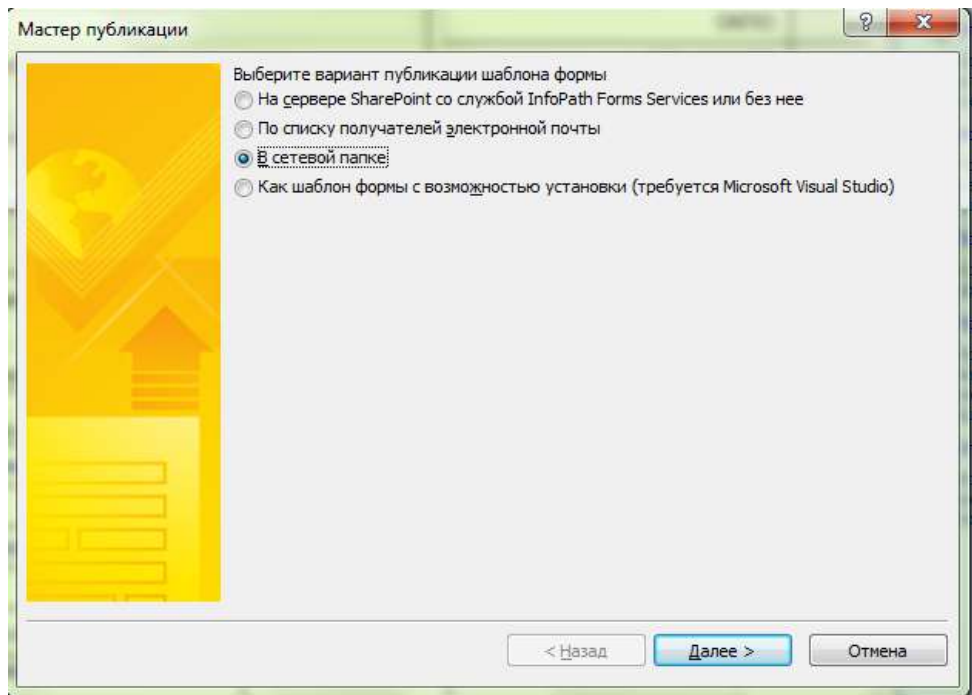 Мастер публикации
Выберите вариант публикации шаблона формы
На сервере SharePoint со службой InfoPath Forms Services или без нее
По списку получателей электронной почты
В сетевой папке
Как шаблон формы с возможностью установки (требуется Microsoft Visual Studio)
< Назад Далее > Отмена